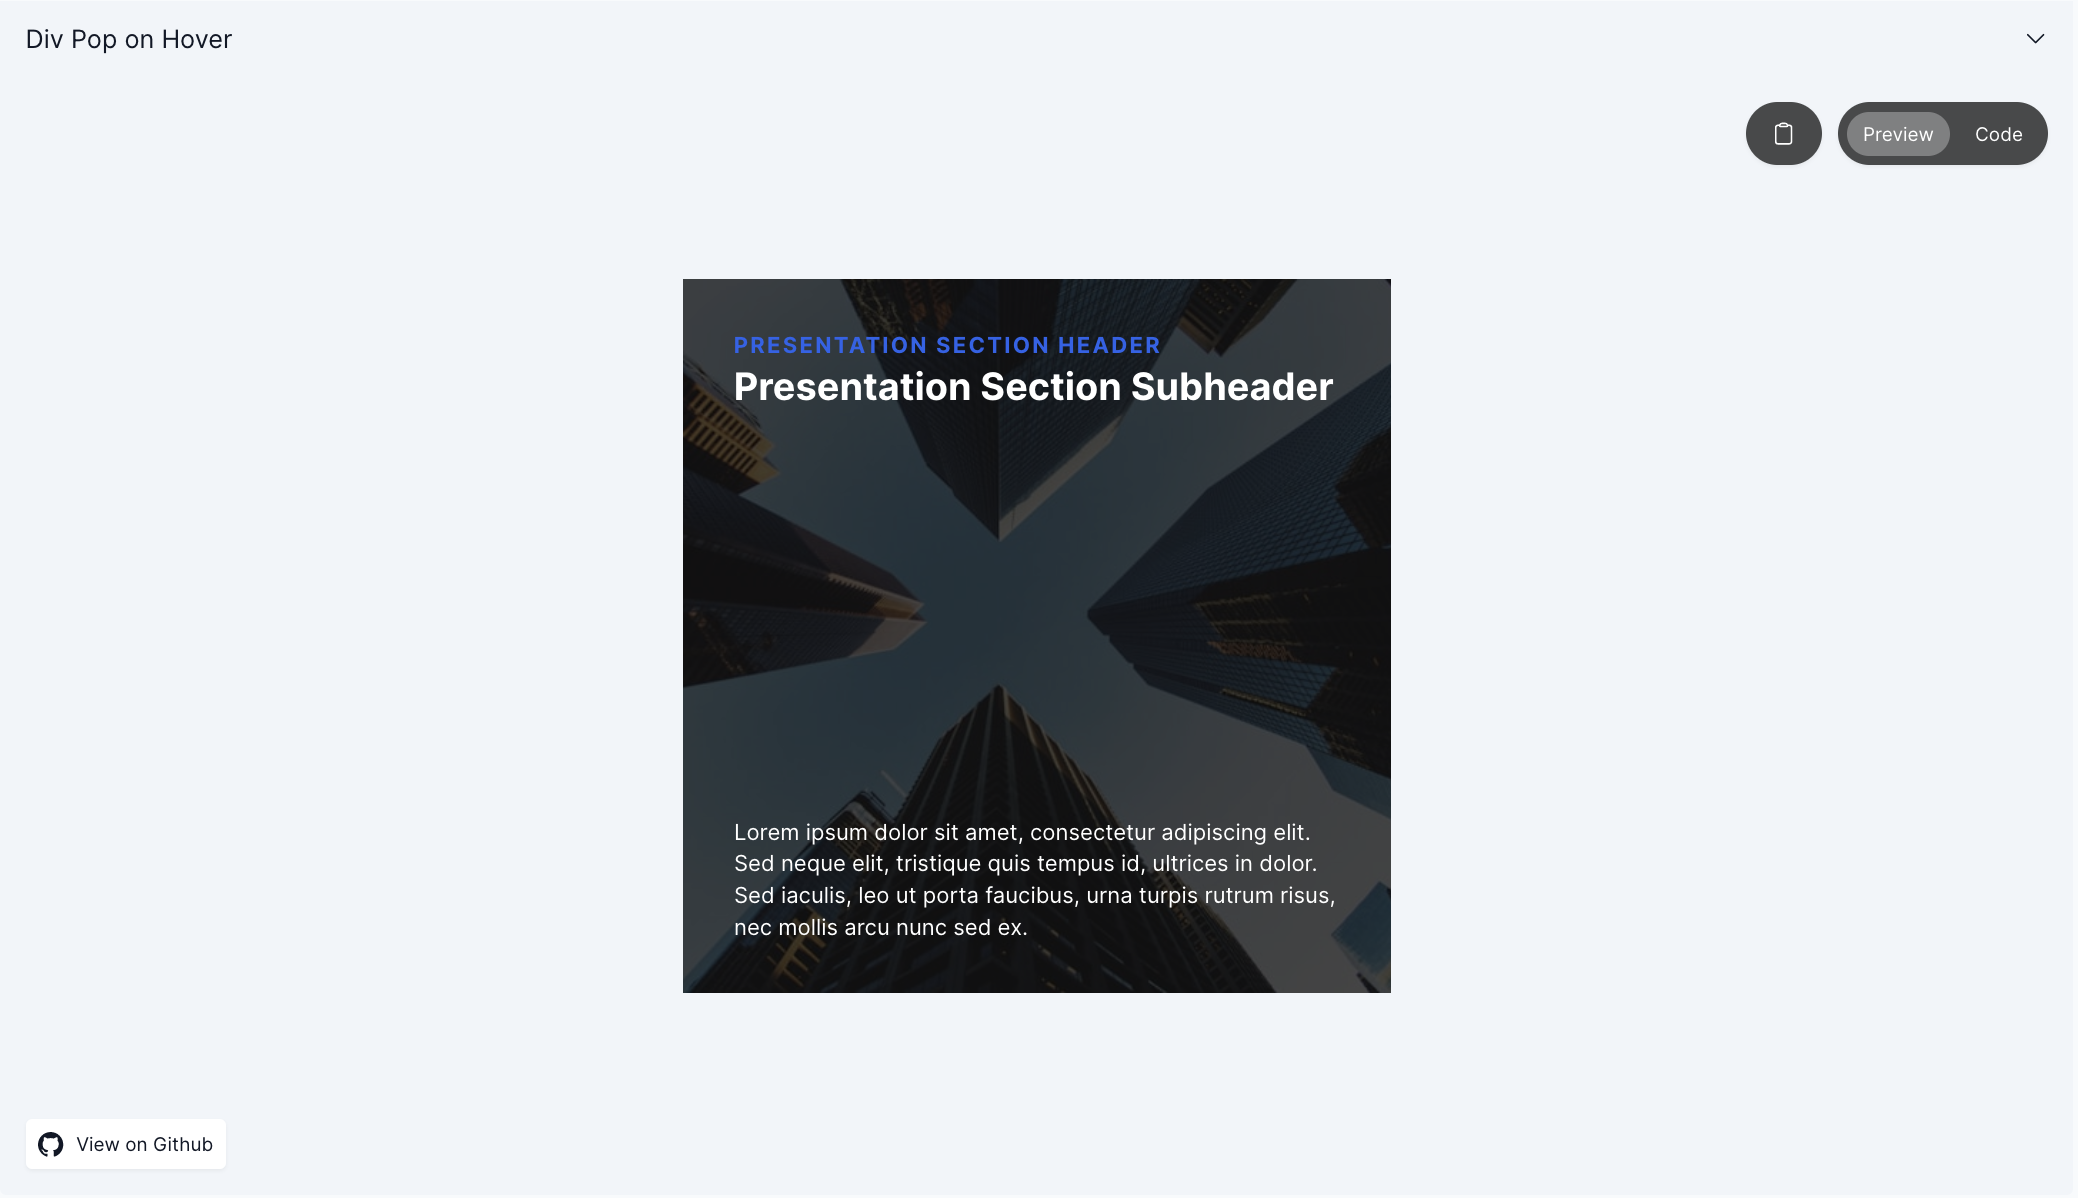 Div Pop on Hover
Preview
Code
PRESENTATION SECTION HEADER
Presentation Section Subheader
Lorem ipsum dolor sit amet, consectetur adipiscing elit.
Sed neque elit, tristique quis tempus id, ultrices in dolor.
Sed iaculis, leo ut porta faucibus, urna turpis rutrum risus,
nec mollis arcu nunc sed ex.
View on Github